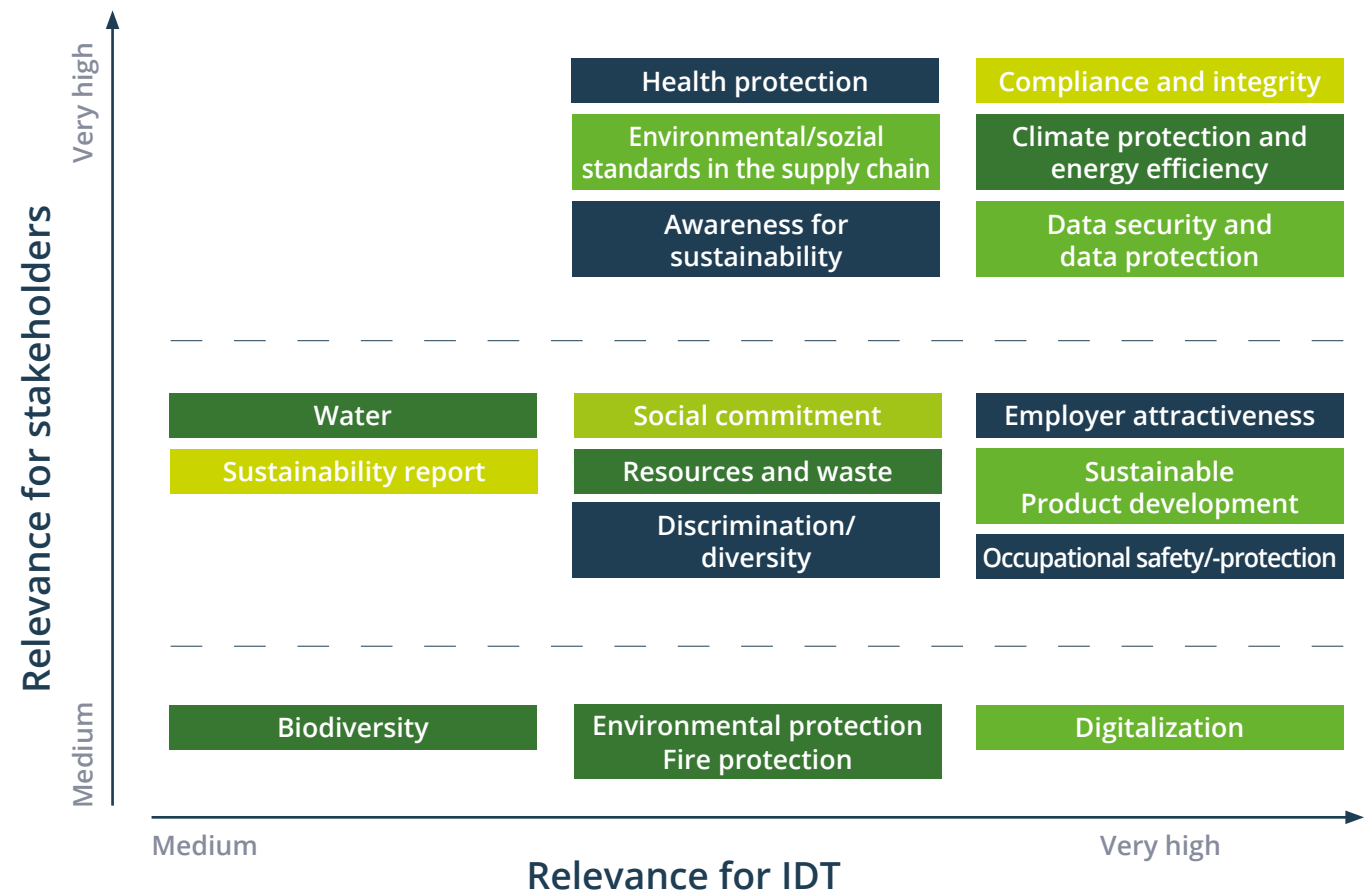 Very high
Relevance for stakeholders
Medium
Health protection
Compliance and integrity
Environmental/sozial
standards in the supply chain
Climate protection and
energy efficiency
Awareness for
sustainability
Data security and
data protection
Water
Social commitment
Employer attractiveness
Sustainability report
Resources and waste
Sustainable
Product development
Discrimination/
diversity
Occupational safety/-protection
Biodiversity
Environmental protection
Fire protection
Digitalization
Medium
Very high
Relevance for IDT